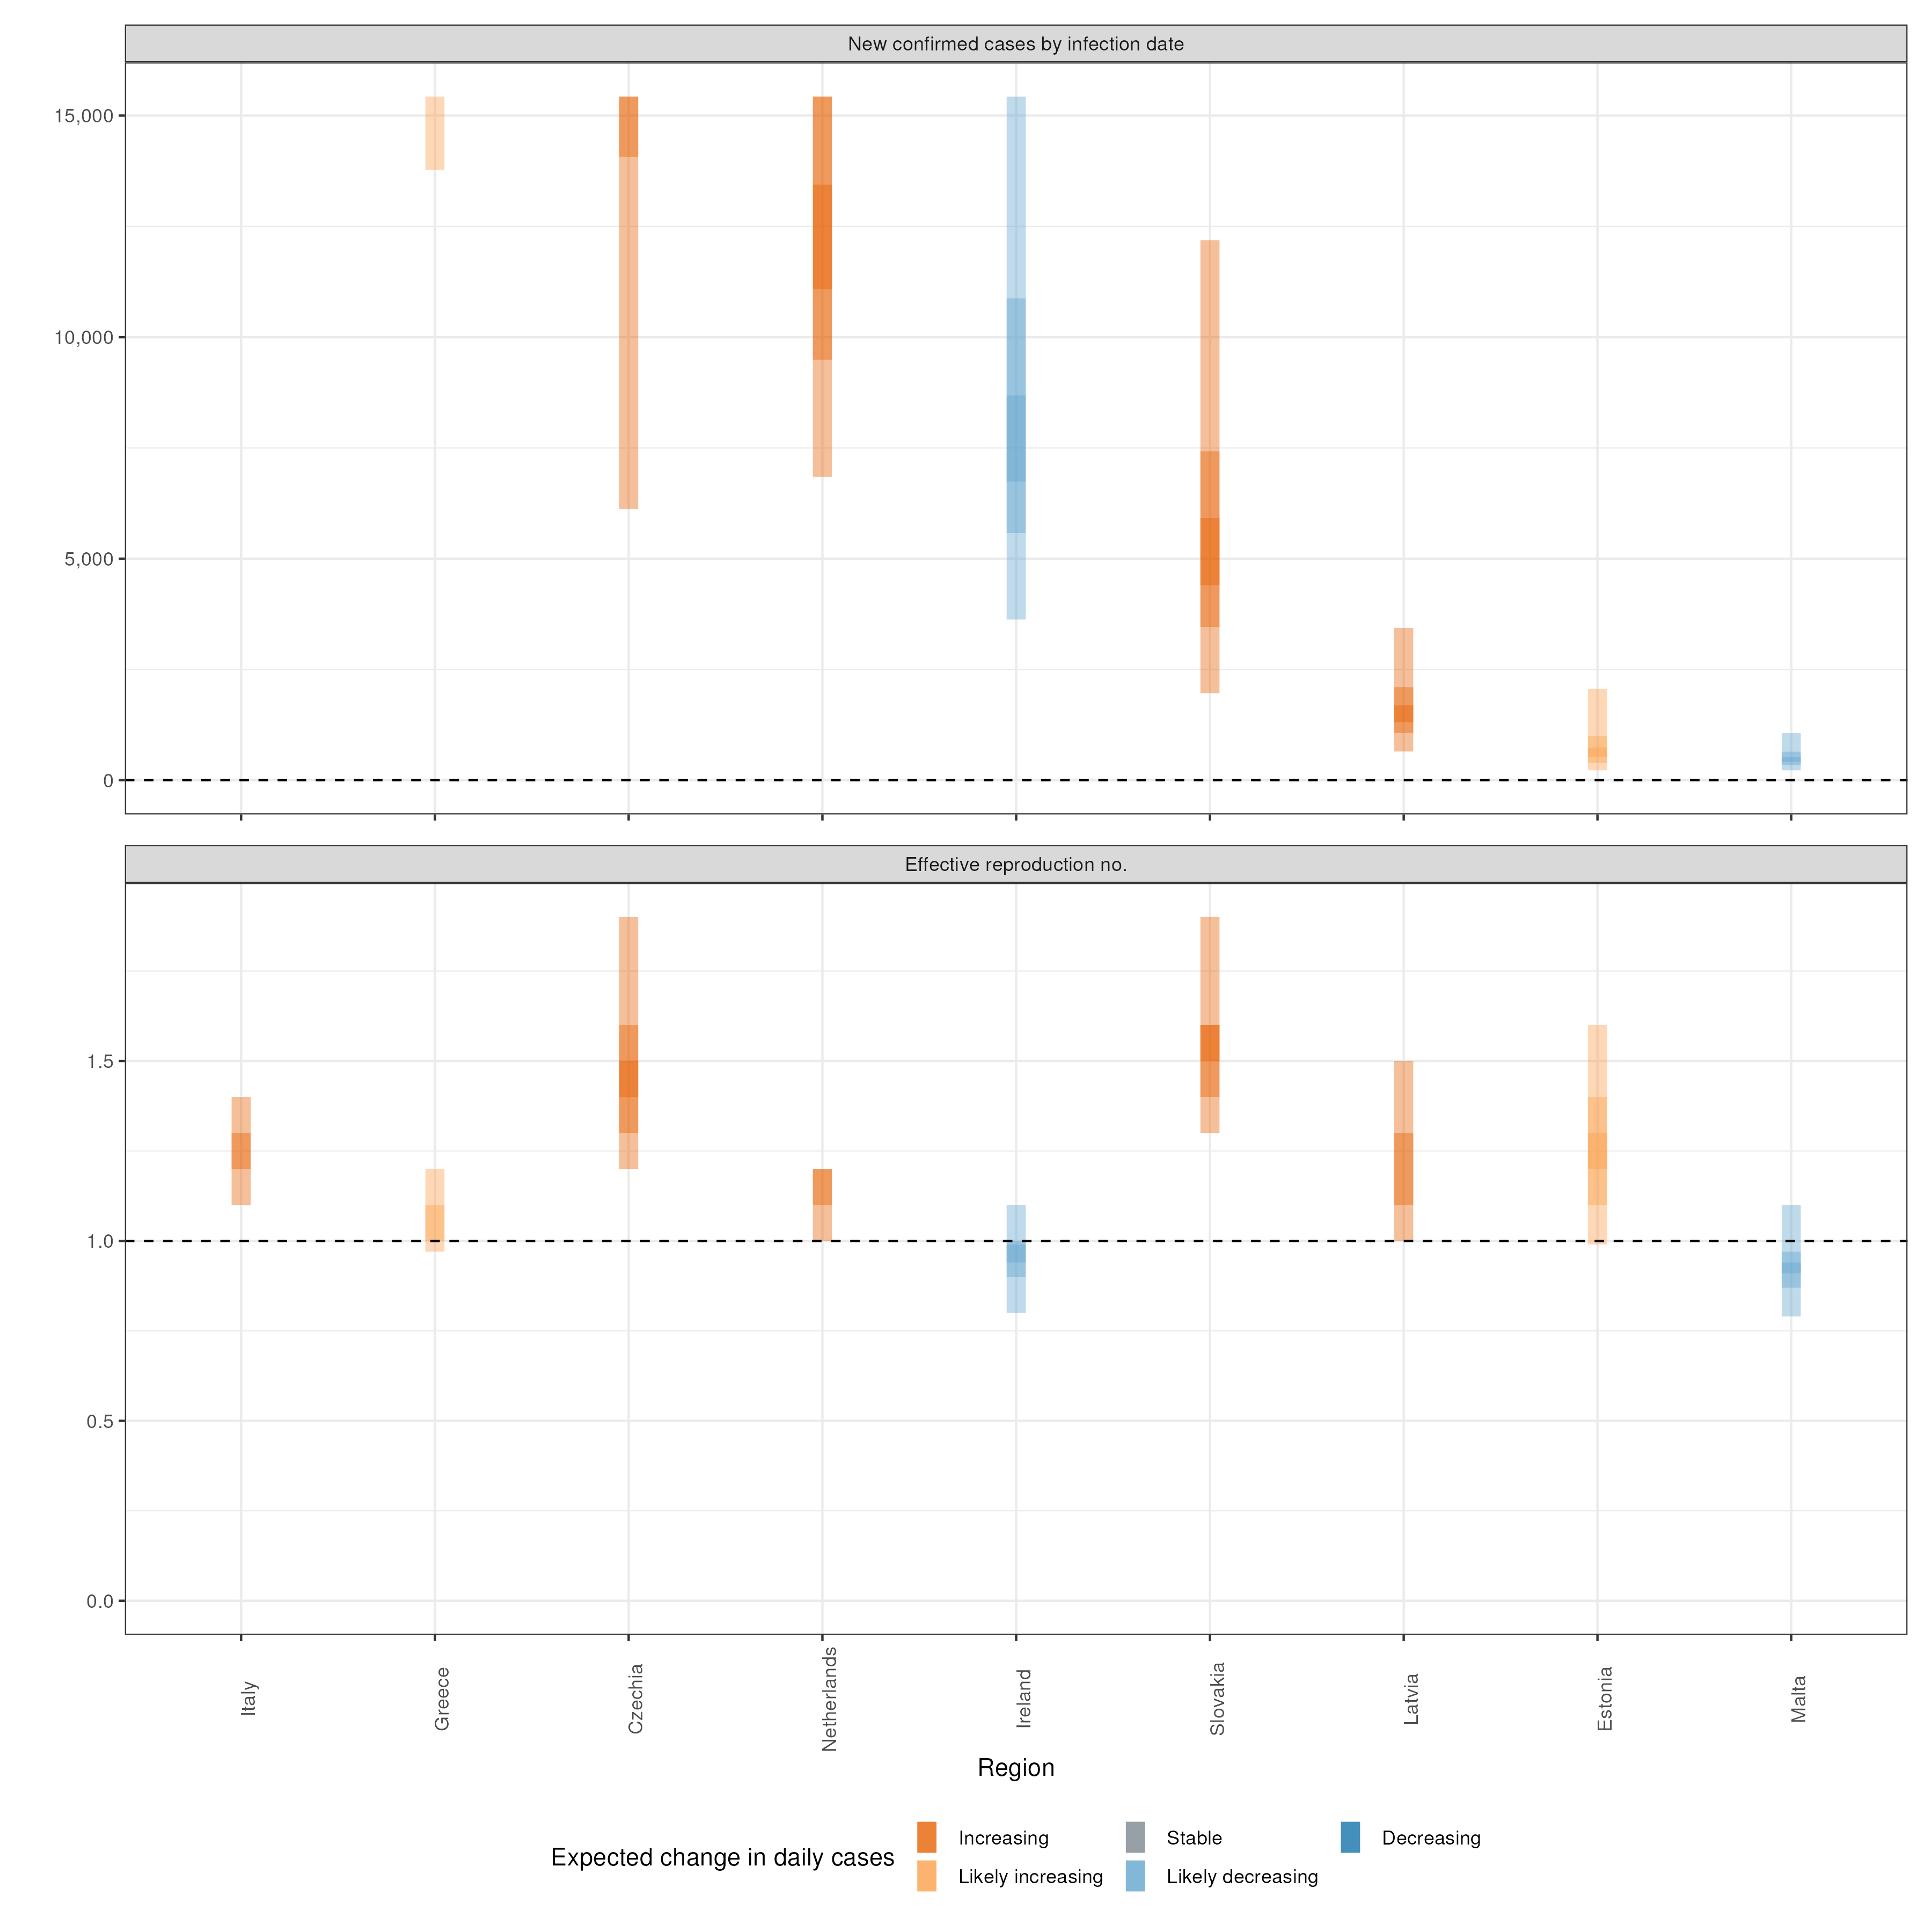 New confirmed cases by infection date
15,000
10,000
5,000
0
Effective reproduction no.
1.5
1.0
0.5
0.0
Italy
Greece
Czechia
Netherlands
Ireland
Slovakia
Latvia
Estonia
Malta
Region
Expected change in daily cases
Increasing
Likely increasing
Stable
Likely decreasing
Decreasing